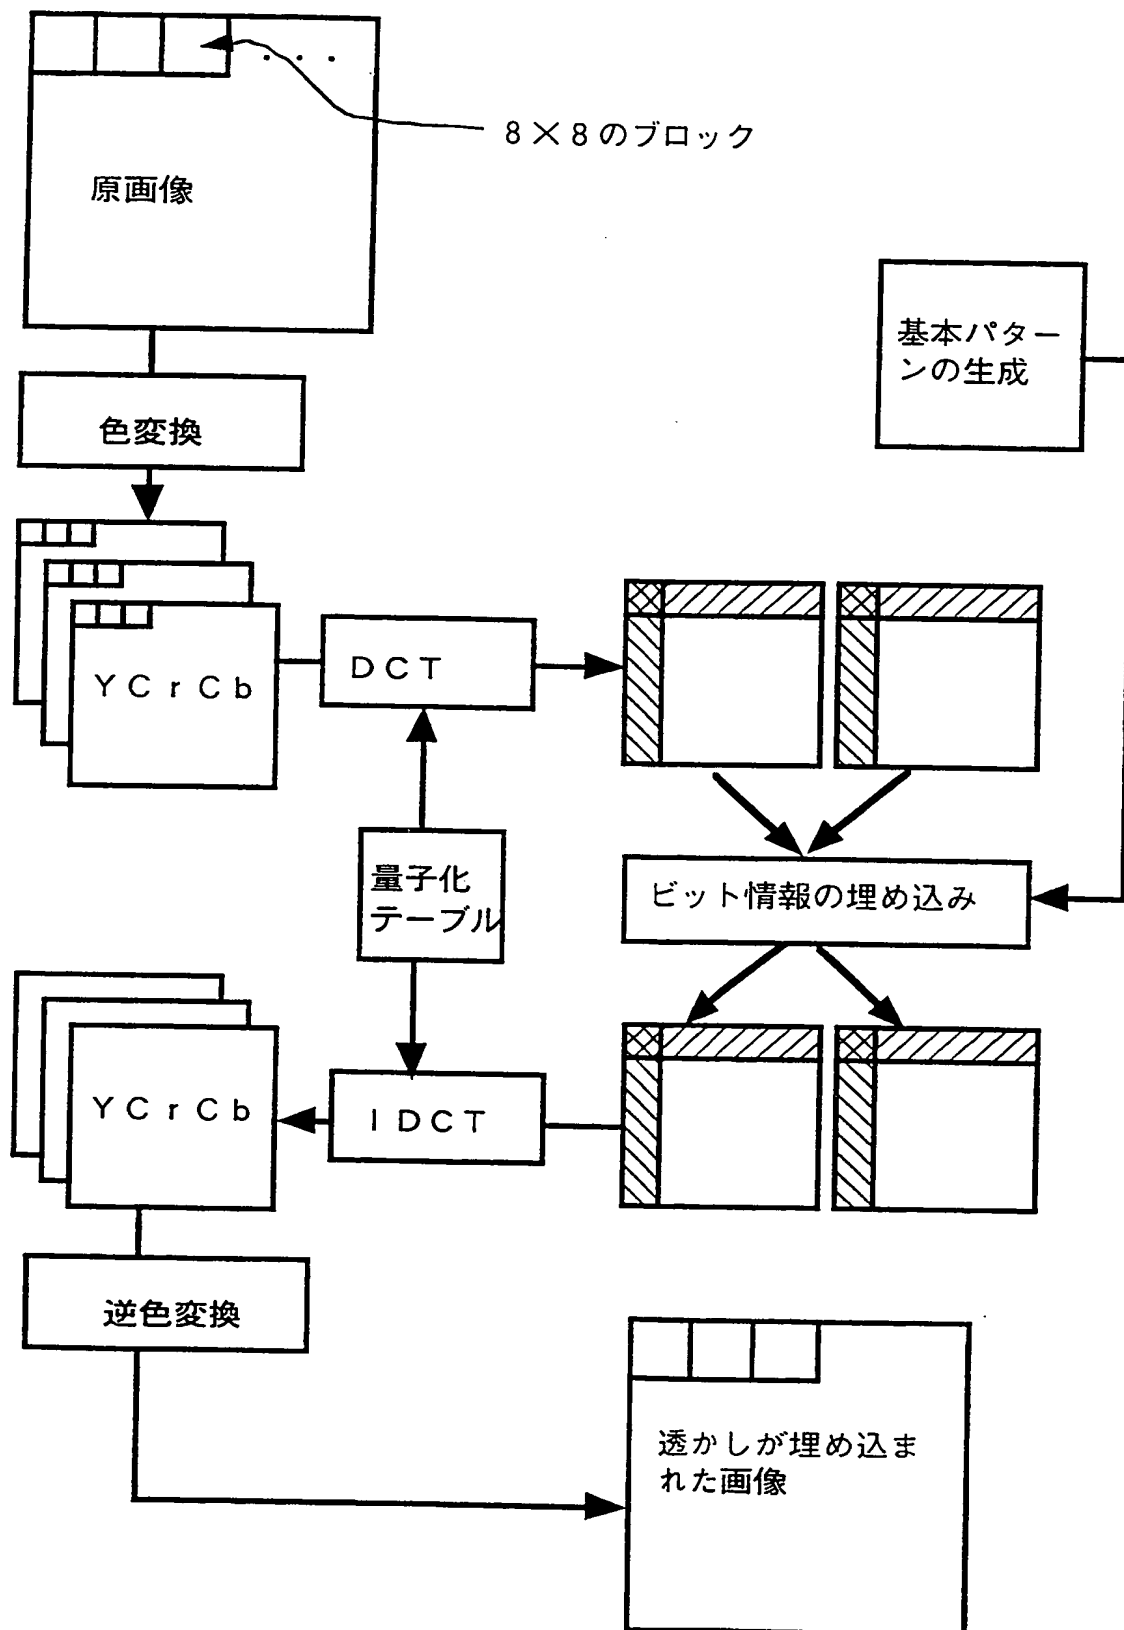 8×8のブロック
原画像
基本パター
ンの生成
色変換
YCrCb
DCT
量子化
テーブル
ビット情報の埋め込み
YCrCb
IDCT
逆色変換
透かしが埋め込ま
れた画像